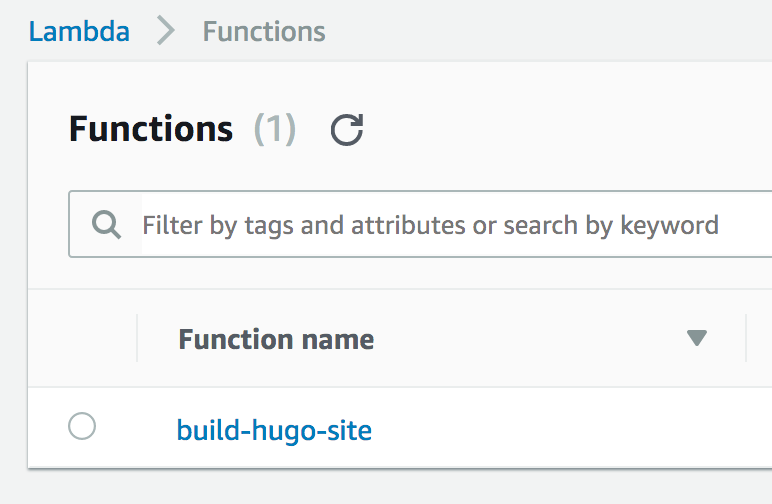 Lambda > Functions
Functions (1)
Filter by tags and attributes or search by keyword
Function name
build-hugo-site